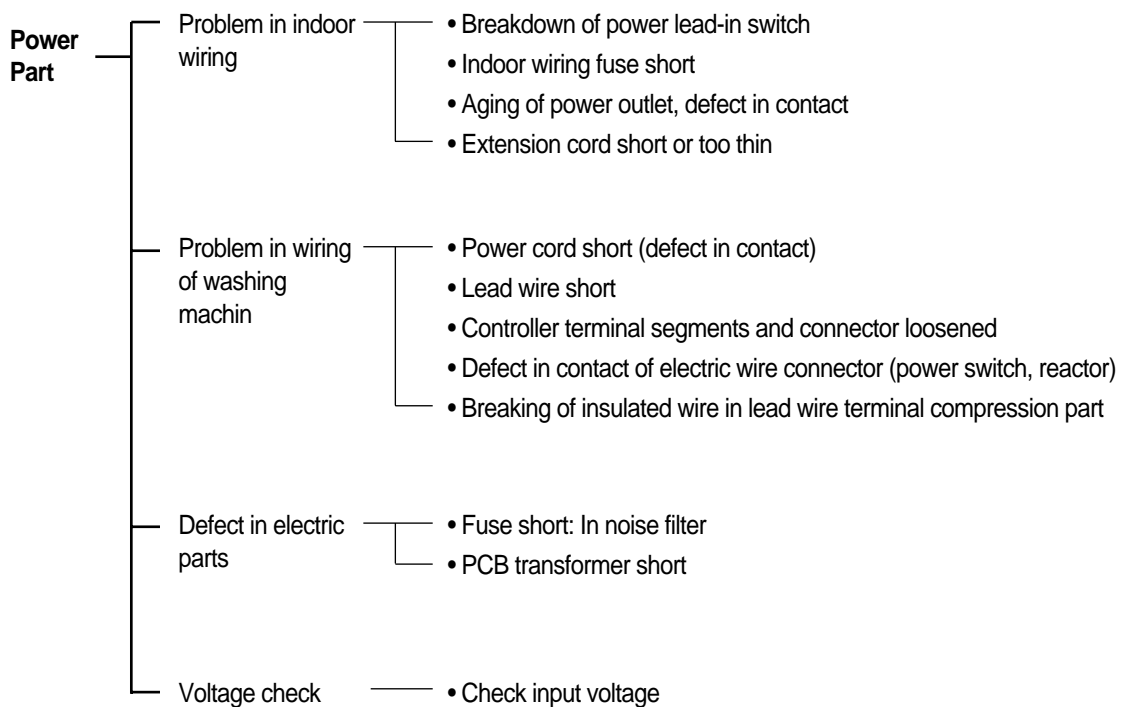 Power
Part
Problem in indoor
wiring
• Breakdown of power lead-in switch
• Indoor wiring fuse short
• Aging of power outlet, defect in contact
• Extension cord short or too thin
Problem in wiring
of washing
machin
• Power cord short (defect in contact)
• Lead wire short
• Controller terminal segments and connector loosened
• Defect in contact of electric wire connector (power switch, reactor)
• Breaking of insulated wire in lead wire terminal compression part
Defect in electric
parts
• Fuse short: In noise filter
• PCB transformer short
Voltage check
• Check input voltage